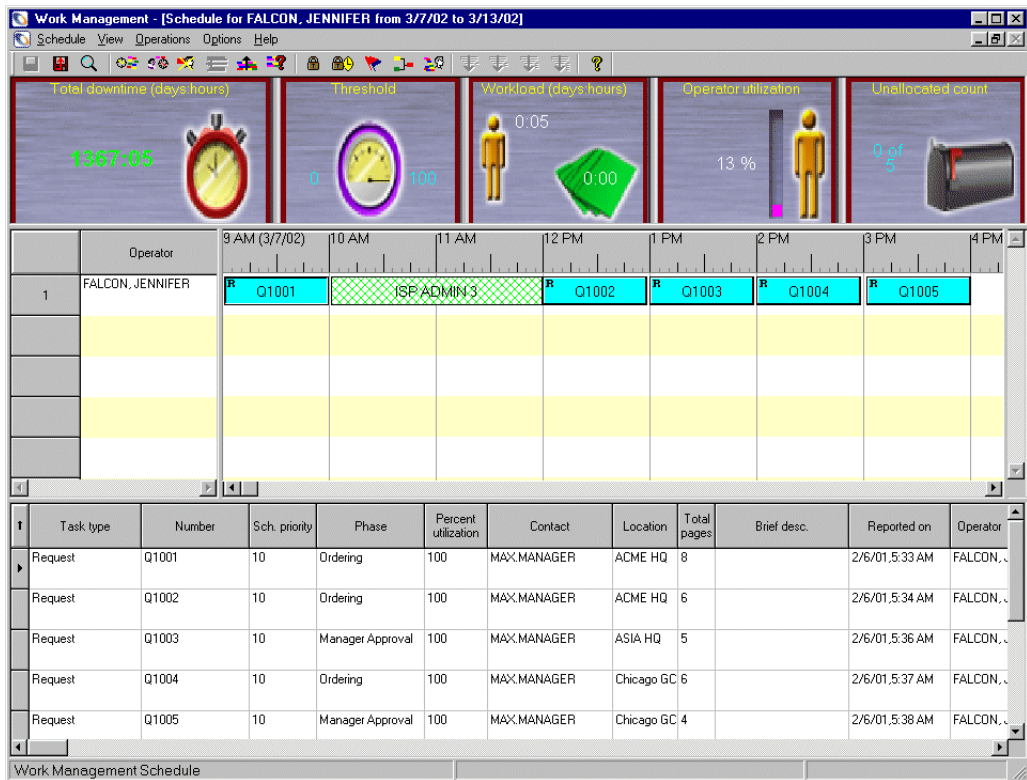 Work Management - [Schedule for FALCON, JENNIFER from 3/7/02 to 3/13/02]
Schedule View Operations Options Help
Total downtime (days:hours)
1367:05
Threshold
0
100
Workload (days:hours)
0:05
0:00
Operator utilization
13 %
Unallocated count
0 of
5
Operator
9 AM (3/7/02) 10 AM 11 AM 12 PM 1 PM 2 PM 3 PM 4 PM
1 FALCON, JENNIFER
R Q1001 ISP ADMIN 3 R Q1002 R Q1003 R Q1004 R Q1005
Task type Number Sch. priority Phase Percent utilization Contact Location Total pages Brief desc. Reported on Operator
Request Q1001 10 Ordering 100 MAX.MANAGER ACME HQ 8 2/6/01,5:33 AM FALCON,
Request Q1002 10 Ordering 100 MAX.MANAGER ACME HQ 6 2/6/01,5:34 AM FALCON,
Request Q1003 10 Manager Approval 100 MAX.MANAGER ASIA HQ 5 2/6/01,5:36 AM FALCON,
Request Q1004 10 Ordering 100 MAX.MANAGER Chicago GC 6 2/6/01,5:37 AM FALCON,
Request Q1005 10 Manager Approval 100 MAX.MANAGER Chicago GC 4 2/6/01,5:38 AM FALCON,
Work Management Schedule